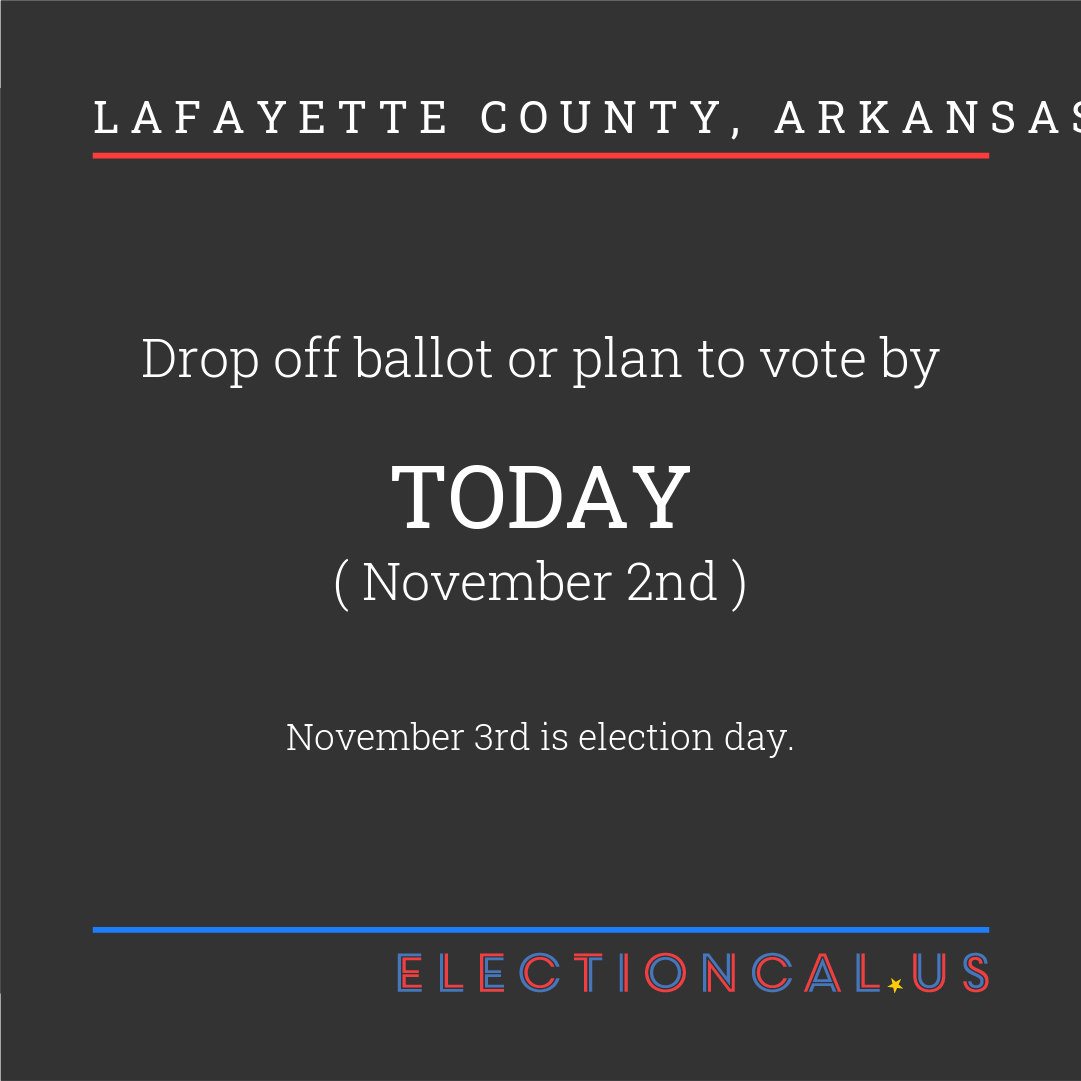 LAFAYETTE COUNTY, ARKANSAS
Drop off ballot or plan to vote by
TODAY
( November 2nd )
November 3rd is election day.
ELECTIONCAL.US